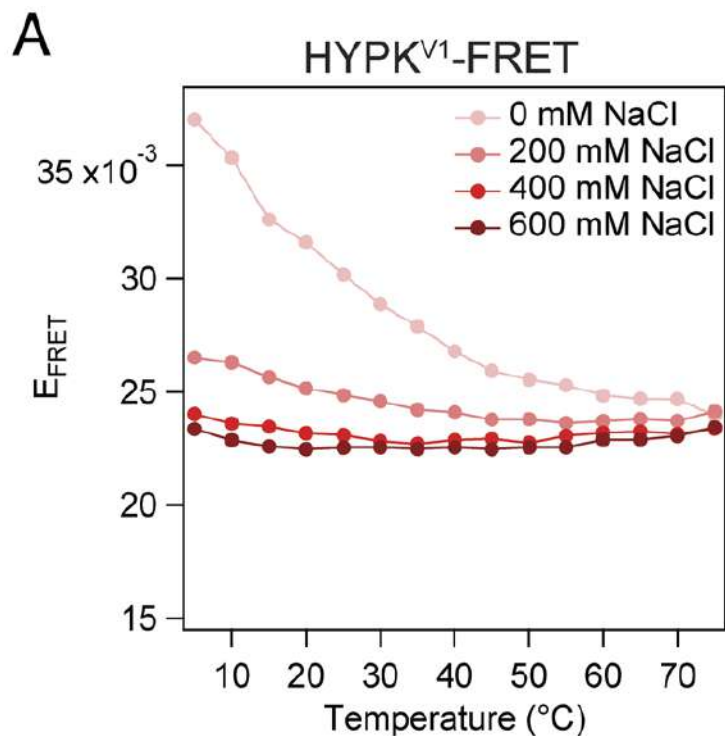 A
HYPKV1-FRET
0 mM NaCl
200 mM NaCl
400 mM NaCl
600 mM NaCl
35 x10-3
30
25
20
15
EFRET
10 20 30 40 50 60 70
Temperature (°C)